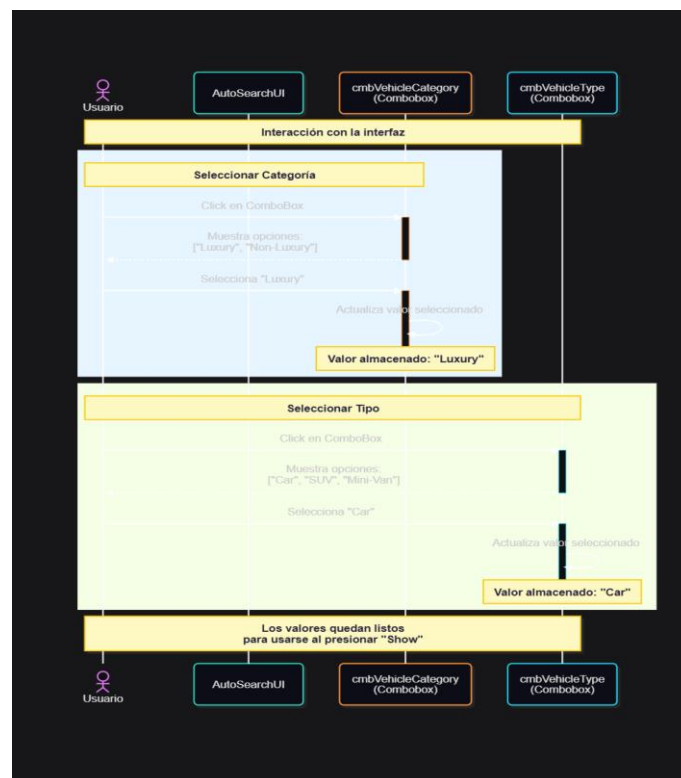 Usuario
AutoSearchUI
cmbVehicleCategory
(Combobox)
cmbVehicleType
(Combobox)
Interacción con la interfaz
Seleccionar Categoría
Click en ComboBox
Muestra opciones:
["Luxury", "Non-Luxury"]
Selecciona "Luxury"
Actualiza valor seleccionado
Valor almacenado: "Luxury"
Seleccionar Tipo
Click en ComboBox
Muestra opciones:
["Car", "SUV", "Mini-Van"]
Selecciona "Car"
Actualiza valor seleccionado
Valor almacenado: "Car"
Los valores quedan listos
para usarse al presionar "Show"
Usuario
AutoSearchUI
cmbVehicleCategory
(Combobox)
cmbVehicleType
(Combobox)